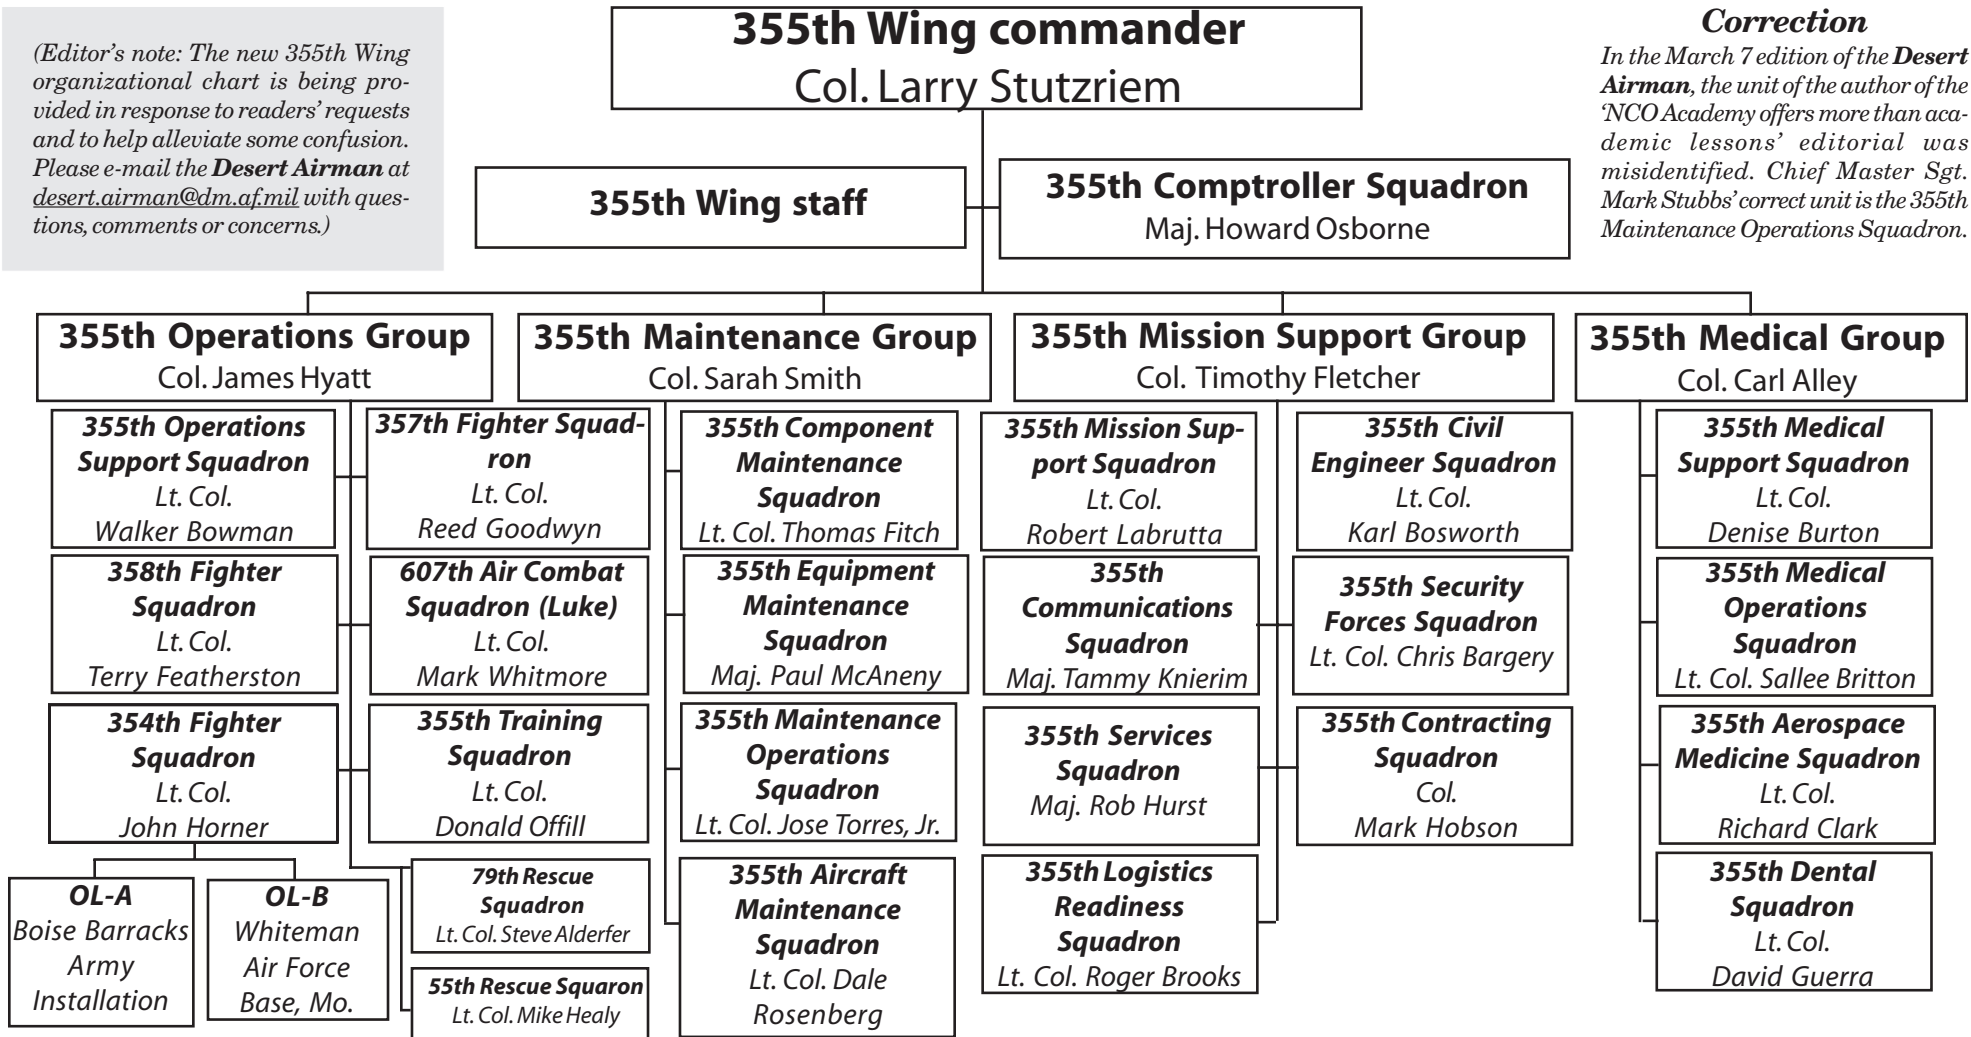 (Editor's note: The new 355th Wing
organizational chart is being pro-
vided in response to readers' requests
and to help alleviate some confusion.
Please e-mail the Desert Airman at
desert.airman@dm.af.mil with ques-
tions, comments or concerns.)
355th Wing commander
Col. Larry Stutzriem
Correction
In the March 7 edition of the Desert
Airman, the unit of the author of the
'NCO Academy offers more than aca-
demic lessons' editorial was
misidentified. Chief Master Sgt.
Mark Stubbs' correct unit is the 355th
Maintenance Operations Squadron.
355th Wing staff
355th Comptroller Squadron
Maj. Howard Osborne
355th Operations Group
Col. James Hyatt
355th Operations
Support Squadron
Lt. Col.
Walker Bowman
357th Fighter Squad-
ron
Lt. Col.
Reed Goodwyn
358th Fighter
Squadron
Lt. Col.
Terry Featherston
607th Air Combat
Squadron (Luke)
Lt. Col.
Mark Whitmore
354th Fighter
Squadron
Lt. Col.
John Horner
355th Training
Squadron
Lt. Col.
Donald Offill
OL-A
Boise Barracks
Army
Installation
OL-B
Whiteman
Air Force
Base, Mo.
79th Rescue
Squadron
Lt. Col. Steve Alderfer
55th Rescue Squaron
Lt. Col. Mike Healy
355th Maintenance Group
Col. Sarah Smith
355th Component
Maintenance
Squadron
Lt. Col. Thomas Fitch
355th Equipment
Maintenance
Squadron
Maj. Paul McAneny
355th Maintenance
Operations
Squadron
Lt. Col. Jose Torres, Jr.
355th Aircraft
Maintenance
Squadron
Lt. Col. Dale
Rosenberg
355th Mission Support Group
Col. Timothy Fletcher
355th Mission Sup-
port Squadron
Lt. Col.
Robert Labrutta
355th Civil
Engineer Squadron
Lt. Col.
Karl Bosworth
355th
Communications
Squadron
Maj. Tammy Knierim
355th Security
Forces Squadron
Lt. Col. Chris Bargery
355th Services
Squadron
Maj. Rob Hurst
355th Contracting
Squadron
Col.
Mark Hobson
355th Logistics
Readiness
Squadron
Lt. Col. Roger Brooks
355th Medical Group
Col. Carl Alley
355th Medical
Support Squadron
Lt. Col.
Denise Burton
355th Medical
Operations
Squadron
Lt. Col. Sallee Britton
355th Aerospace
Medicine Squadron
Lt. Col.
Richard Clark
355th Dental
Squadron
Lt. Col.
David Guerra